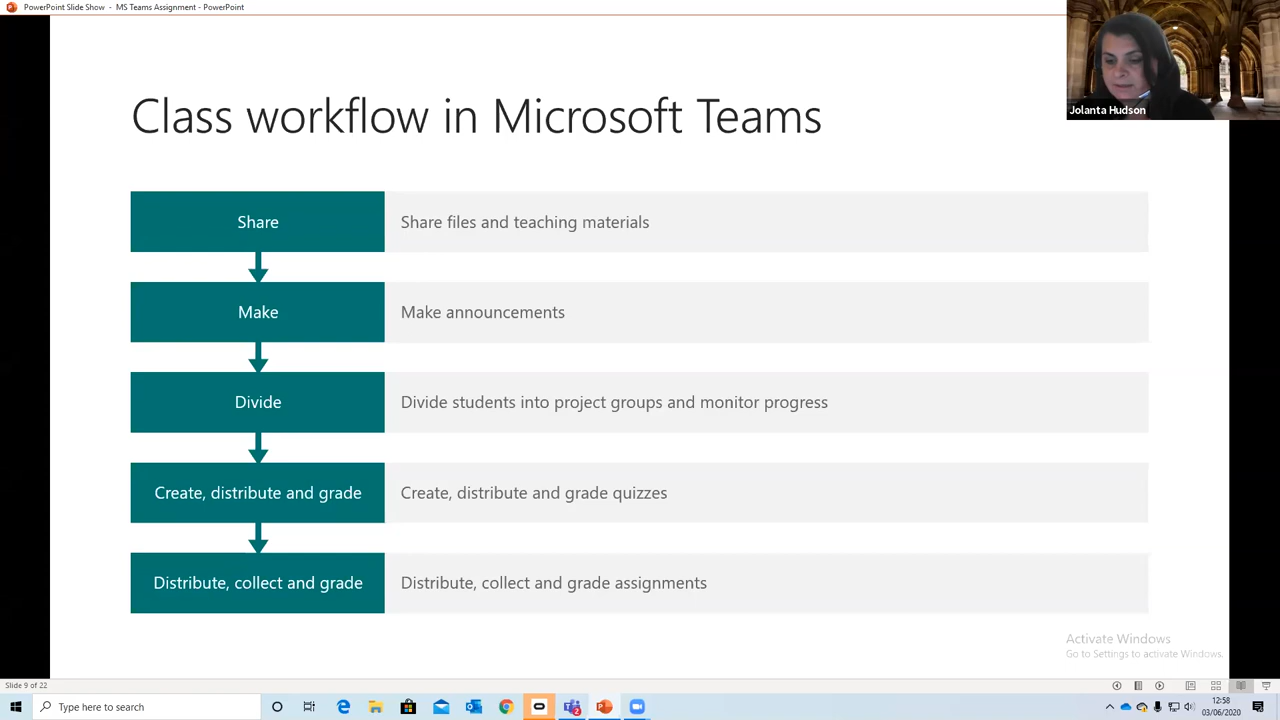 PowerPoint Slide Show - MS Teams Assignment - PowerPoint
Jolanta Hudson
Class workflow in Microsoft Teams
Share
Share files and teaching materials
Make
Make announcements
Divide
Divide students into project groups and monitor progress
Create, distribute and grade
Create, distribute and grade quizzes
Distribute, collect and grade
Distribute, collect and grade assignments
Activate Windows
Go to Settings to activate Windows.
Slide 9 of 22
Type here to search
2
12:58
03/06/2020